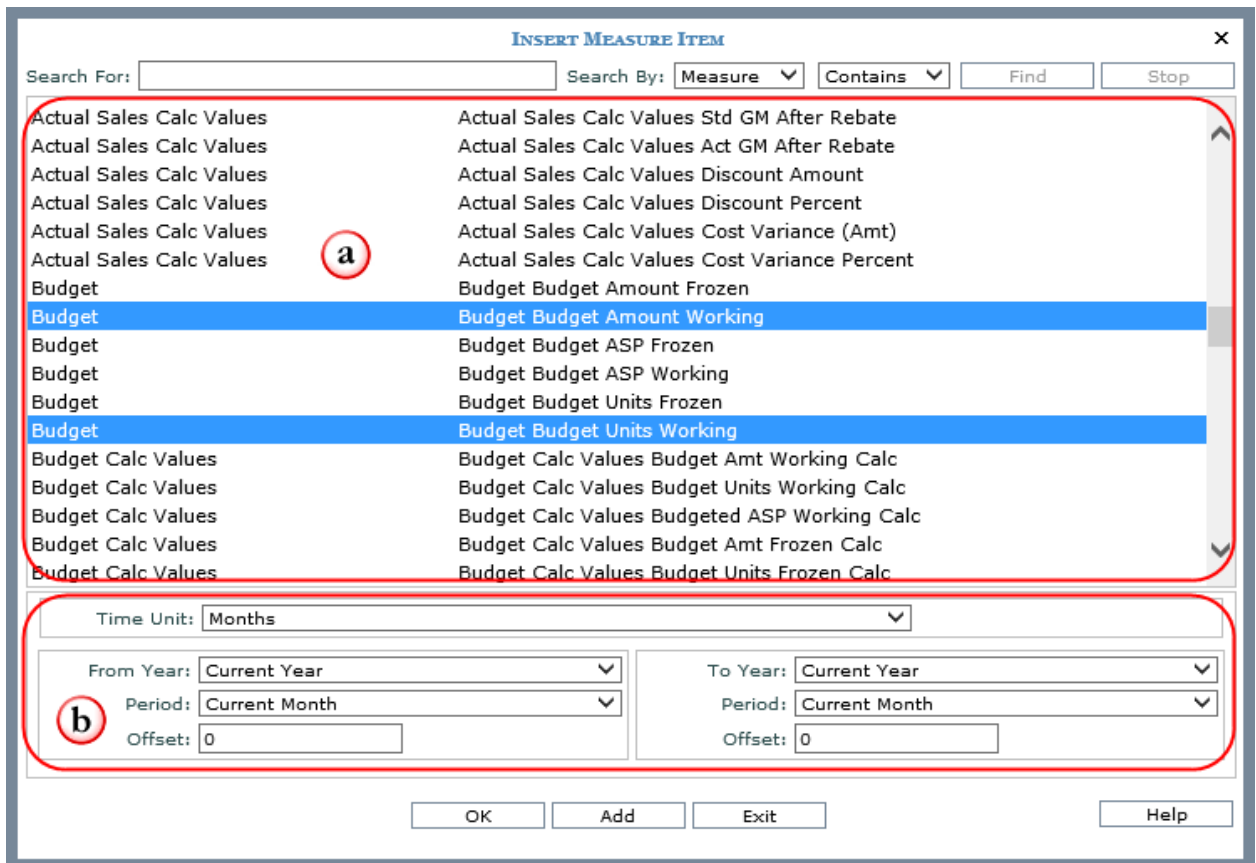 INSERT MEASURE ITEM ×
Search For: Search By: Measure Contains Find Stop
Actual Sales Calc Values Actual Sales Calc Values Std GM After Rebate
Actual Sales Calc Values Actual Sales Calc Values Act GM After Rebate
Actual Sales Calc Values Actual Sales Calc Values Discount Amount
Actual Sales Calc Values Actual Sales Calc Values Discount Percent
Actual Sales Calc Values Actual Sales Calc Values Cost Variance (Amt)
Actual Sales Calc Values Actual Sales Calc Values Cost Variance Percent
a
Budget Budget Budget Amount Frozen
Budget Budget Budget Amount Working
Budget Budget Budget ASP Frozen
Budget Budget Budget ASP Working
Budget Budget Budget Units Frozen
Budget Budget Budget Units Working
Budget Calc Values Budget Calc Values Budget Amt Working Calc
Budget Calc Values Budget Calc Values Budget Units Working Calc
Budget Calc Values Budget Calc Values Budgeted ASP Working Calc
Budget Calc Values Budget Calc Values Budget Amt Frozen Calc
Budget Calc Values Budget Calc Values Budget Units Frozen Calc
Time Unit: Months
From Year: Current Year To Year: Current Year
Period: Current Month Period: Current Month
b
Offset: 0 Offset: 0
OK Add Exit Help